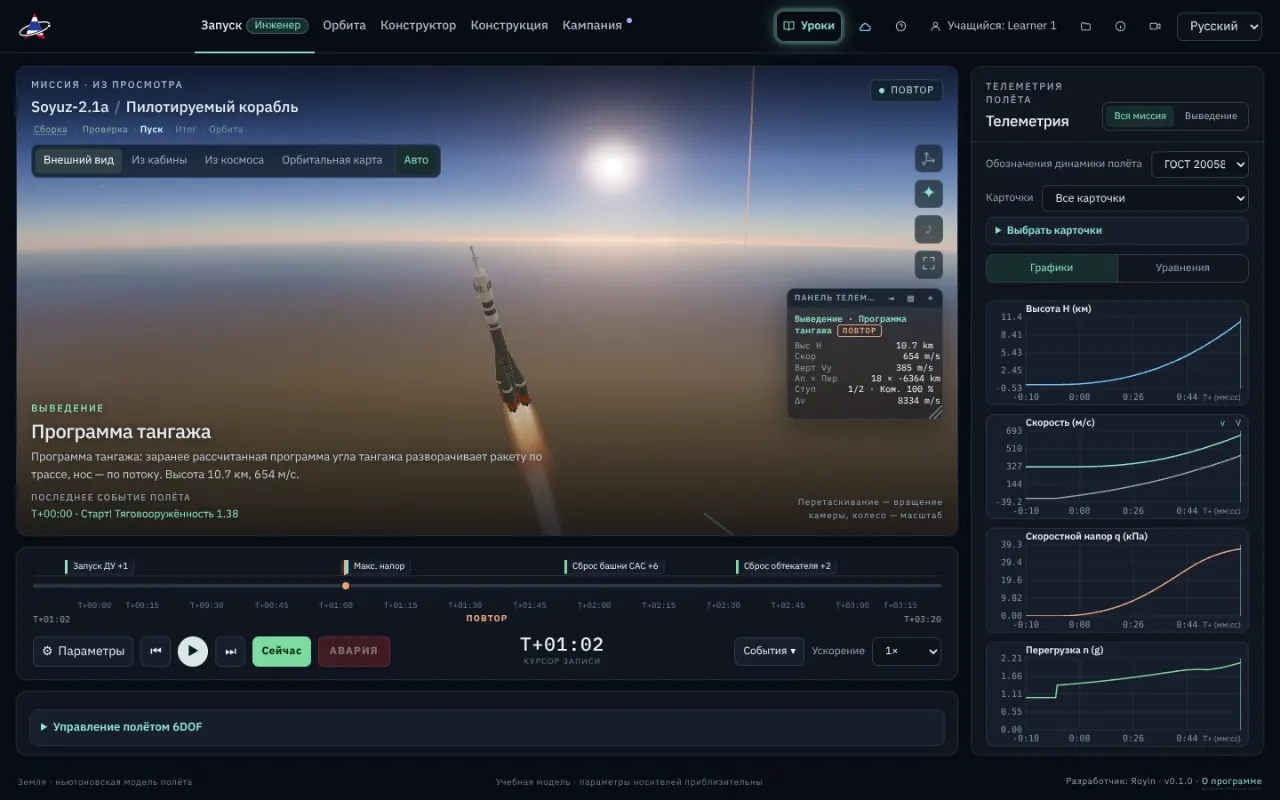 Запуск Инженер Орбита Конструктор Конструкция Кампания
Уроки Учащийся: Learner 1 Русский
МИССИЯ · ИЗ ПРОСМОТРА
Soyuz-2.1a / Пилотируемый корабль
Сборка · Проверка · Пуск · Итог · Орбита
ПОВТОР
Внешний вид Из кабины Из космоса Орбитальная карта Авто
ПАНЕЛЬ ТЕЛЕМ…
Выведение · Программа
тангажа ПОВТОР
Выс H 10.7 km
Скор 654 m/s
Верт Vy 385 m/s
Ап × Пер 18 × -6364 km
Ступ 1/2 · Ком. 100 %
Δv 8334 m/s
ВЫВЕДЕНИЕ
Программа тангажа
Программа тангажа: заранее рассчитанная программа угла тангажа разворачивает ракету по
трассе, нос — по потоку. Высота 10.7 км, 654 м/с.
ПОСЛЕДНЕЕ СОБЫТИЕ ПОЛЁТА
T+00:00 · Старт! Тяговооружённость 1.38
Перетаскивание — вращение
камеры, колесо — масштаб
Запуск ДУ +1 Макс. напор Сброс башни САС +6 Сброс обтекателя +2
T+00:00 T+00:15 T+00:30 T+00:45 T+01:00 T+01:15 T+01:30 T+01:45 T+02:00 T+02:15 T+02:30 T+02:45 T+03:00 T+03:15
T+01:02 ПОВТОР T+03:20
Параметры Сейчас АВАРИЯ T+01:02 События ▾ Ускорение 1×
КУРСОР ЗАПИСИ
Управление полётом 6DOF
ТЕЛЕМЕТРИЯ
ПОЛЁТА
Телеметрия Вся миссия Выведение
Обозначения динамики полёта ГОСТ 20058
Карточки Все карточки
Выбрать карточки
Графики Уравнения
Высота H (км)
11.4
8.41
5.43
2.45
-0.53
-0:10 0:08 0:26 0:44 T+ (мм:сс)
Скорость (м/с) v V
693
510
327
144
-39.2
-0:10 0:08 0:26 0:44 T+ (мм:сс)
Скоростной напор q (кПа)
39.3
29.4
19.6
9.82
0.00
-0:10 0:08 0:26 0:44 T+ (мм:сс)
Перегрузка n (g)
2.21
1.66
1.11
0.55
0.00
-0:10 0:08 0:26 0:44 T+ (мм:сс)
Земля · ньютоновская модель полёта Учебная модель · параметры носителей приблизительны Разработчик: Royin · v0.1.0 · О программе